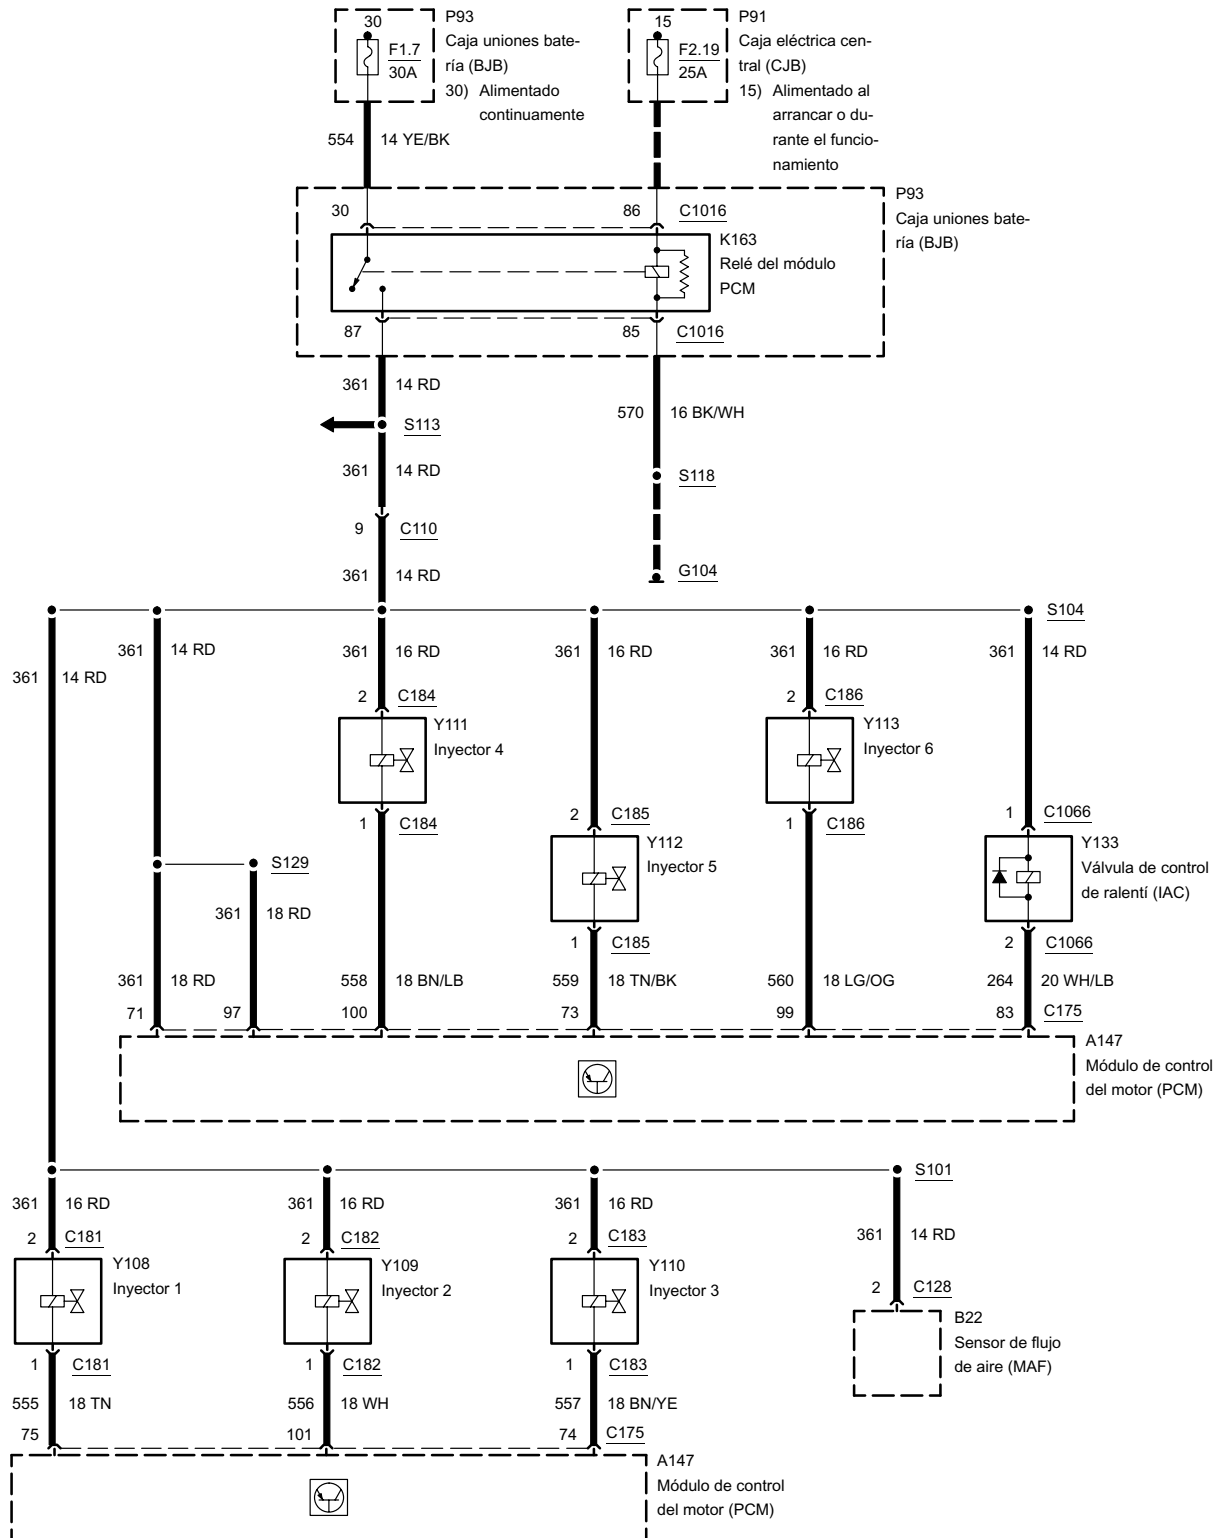 30
F1.7
30A
P93
Caja uniones bate-
ría (BJB)
30) Alimentado
continuamente
15
F2.19
25A
P91
Caja eléctrica cen-
tral (CJB)
15) Alimentado al
arrancar o du-
rante el funcio-
namiento
554 14 YE/BK
P93
Caja uniones bate-
ría (BJB)
30
86 C1016
K163
Relé del módulo
PCM
87
85 C1016
361 14 RD
570 16 BK/WH
S113
361 14 RD
S118
9 C110
361 14 RD
G104
S104
361 14 RD
361 14 RD
361 16 RD
361 16 RD
361 16 RD
361 14 RD
2 C184
Y111
Inyector 4
1 C184
2 C186
Y113
Inyector 6
1 C186
2 C185
Y112
Inyector 5
1 C185
1 C1066
Y133
Válvula de control
de ralentí (IAC)
2 C1066
S129
361 18 RD
361 18 RD
558 18 BN/LB
559 18 TN/BK
560 18 LG/OG
264 20 WH/LB
71
97
100
73
99
83 C175
A147
Módulo de control
del motor (PCM)
S101
361 16 RD
361 16 RD
361 16 RD
361 14 RD
2 C181
Y108
Inyector 1
1 C181
2 C182
Y109
Inyector 2
1 C182
2 C183
Y110
Inyector 3
1 C183
2 C128
B22
Sensor de flujo
de aire (MAF)
555 18 TN
556 18 WH
557 18 BN/YE
75
101
74 C175
A147
Módulo de control
del motor (PCM)